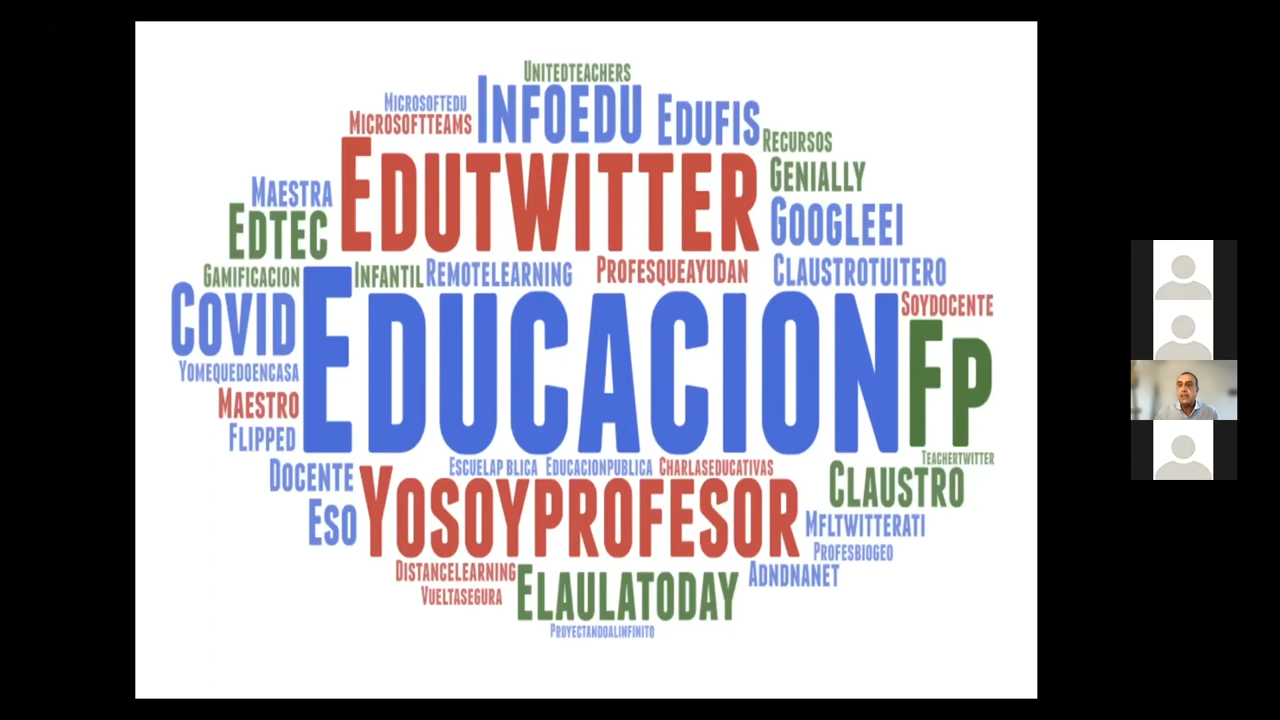 UNITEDTEACHERS
MICROSOFTEDU
INFOEDU
EDUFIS
MICROSOFTTEAMS
RECURSOS
EDUTWITTER
GENIALLY
MAESTRA
EDTEC
GOOGLEEI
GAMIFICACION
INFANTIL
REMOTELEARNING
PROFESQUEAYUDAN
CLAUSTROTUITERO
COVID
EDUCACION
SOYDOCENTE
FP
YOMEQUEDOENCASA
MAESTRO
FLIPPED
TEACHERTWITTER
DOCENTE
ESCUELAP BLICA
EDUCACIONPUBLICA
CHARLASEDUCATIVAS
CLAUSTRO
ESO
YOSOYPROFESOR
MFLTWITTERATI
PROFESBIOGEO
DISTANCELEARNING
ELAULATODAY
ADNDNANET
VUELTASEGURA
PROYECTANDOALINFINITO